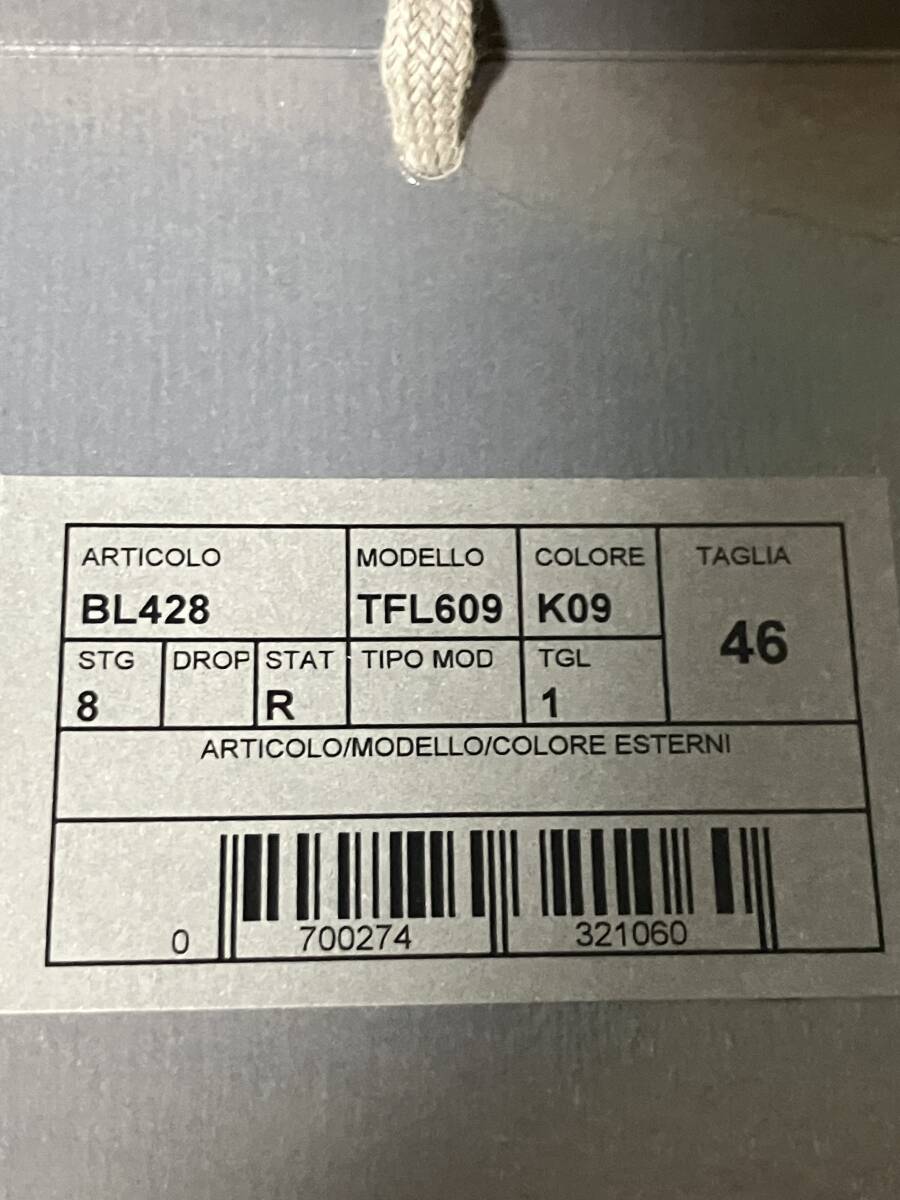 ARTICOLO MODELLO COLORE TAGLIA
BL428 TFL609 K09 46
STG DROP STAT TIPO MOD TGL
8 R 1
ARTICOLO/MODELLO/COLORE ESTERNI
0 700274 321060